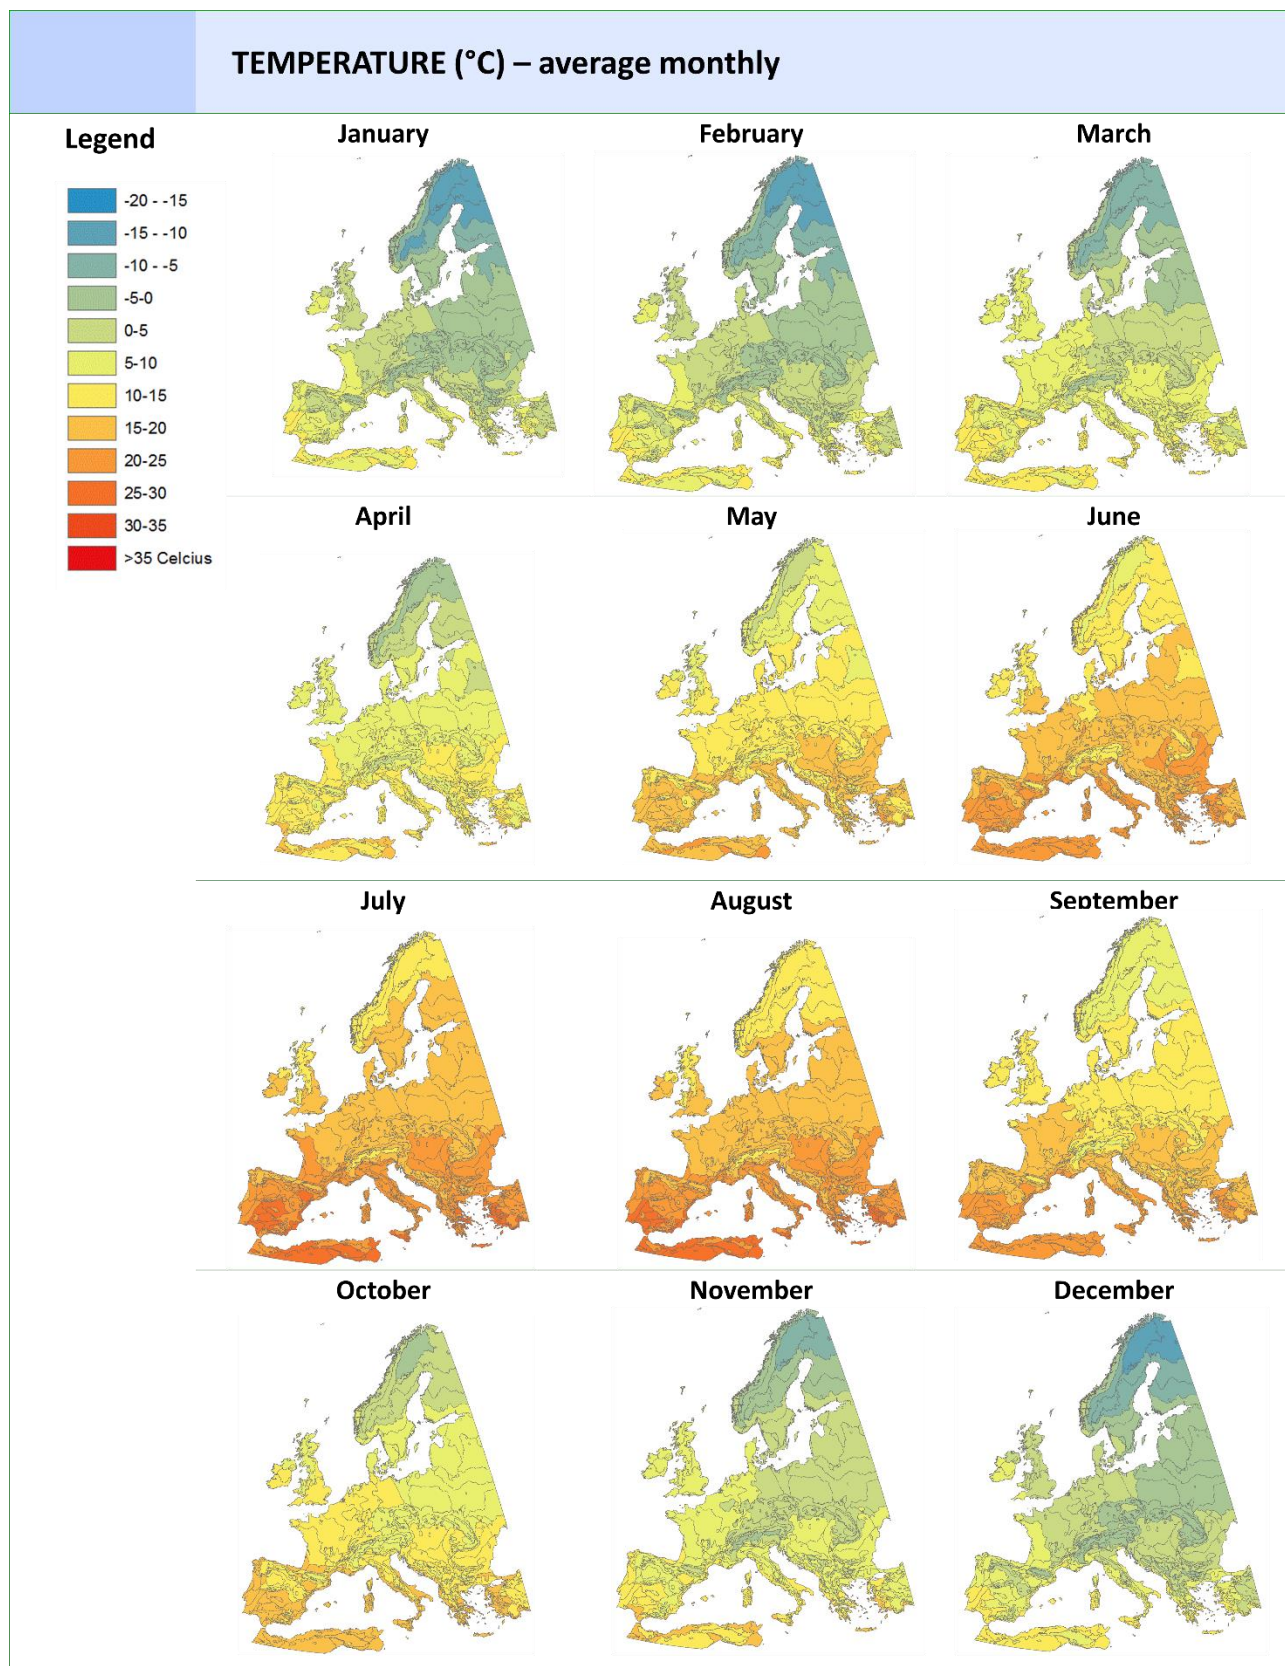 TEMPERATURE (°C) – average monthly
Legend
-20 - -15
-15 - -10
-10 - -5
-5-0
0-5
5-10
10-15
15-20
20-25
25-30
30-35
>35 Celcius
January
February
March
April
May
June
July
August
September
October
November
December